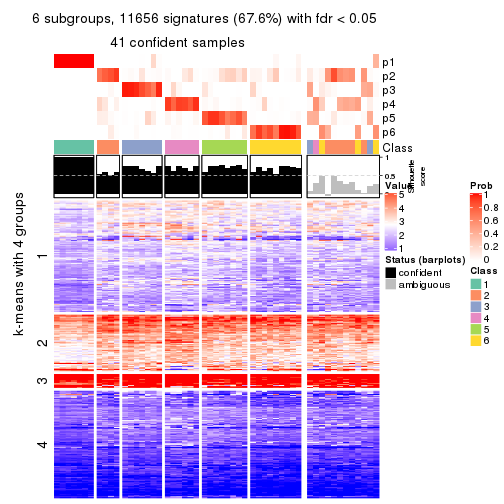 6 subgroups, 11656 signatures (67.6%) with fdr < 0.05
41 confident samples
p1
p2
p3
p4
p5
p6
Class
1
0.5
0
Silhouette
score
k-means with 4 groups
1
2
3
4
Value
5
4
3
2
1
Status (barplots)
confident
ambiguous
Prob
1
0.8
0.6
0.4
0.2
0
Class
1
2
3
4
5
6